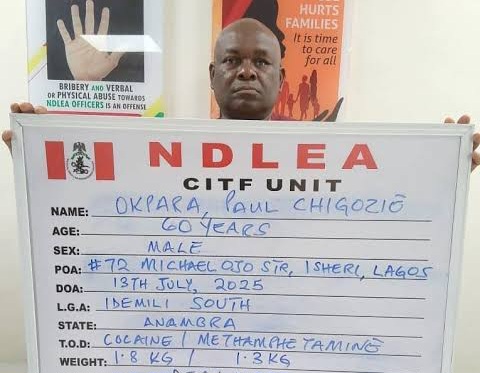 HURTS
FAMILIES
It is time
to care
for all
BRIBERY AND VERBAL
OR PHYSICAL ABUSE TOWARDS
NDLEA OFFICERS IS AN OFFENSE
NDLEA
CITF UNIT
NAME: OKPARA, PAUL CHIGOZIE
AGE: 60 YEARS
SEX: MALE
POA: #72 MICHAEL OJO STR, ISHERI, LAGOS
DOA: 13TH JULY, 2025
L.G.A: IDEMILI SOUTH
STATE: ANAMBRA
T.O.D: COCAINE / METHAMPHETAMINE
WEIGHT: 1.8 KG / 1.3 KG